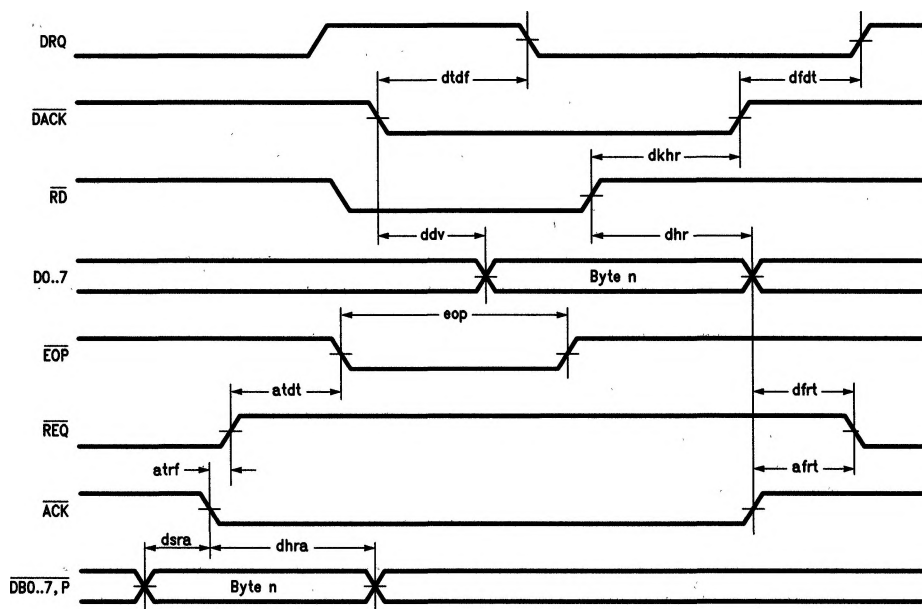 DRQ
dtdf
dfdt
DACK
dkhr
RD
ddv
dhr
D0..7
Byte n
eop
EOP
atdt
dfrt
REQ
atrf
afrt
ACK
dsra
dhra
DB0..7, P
Byte n